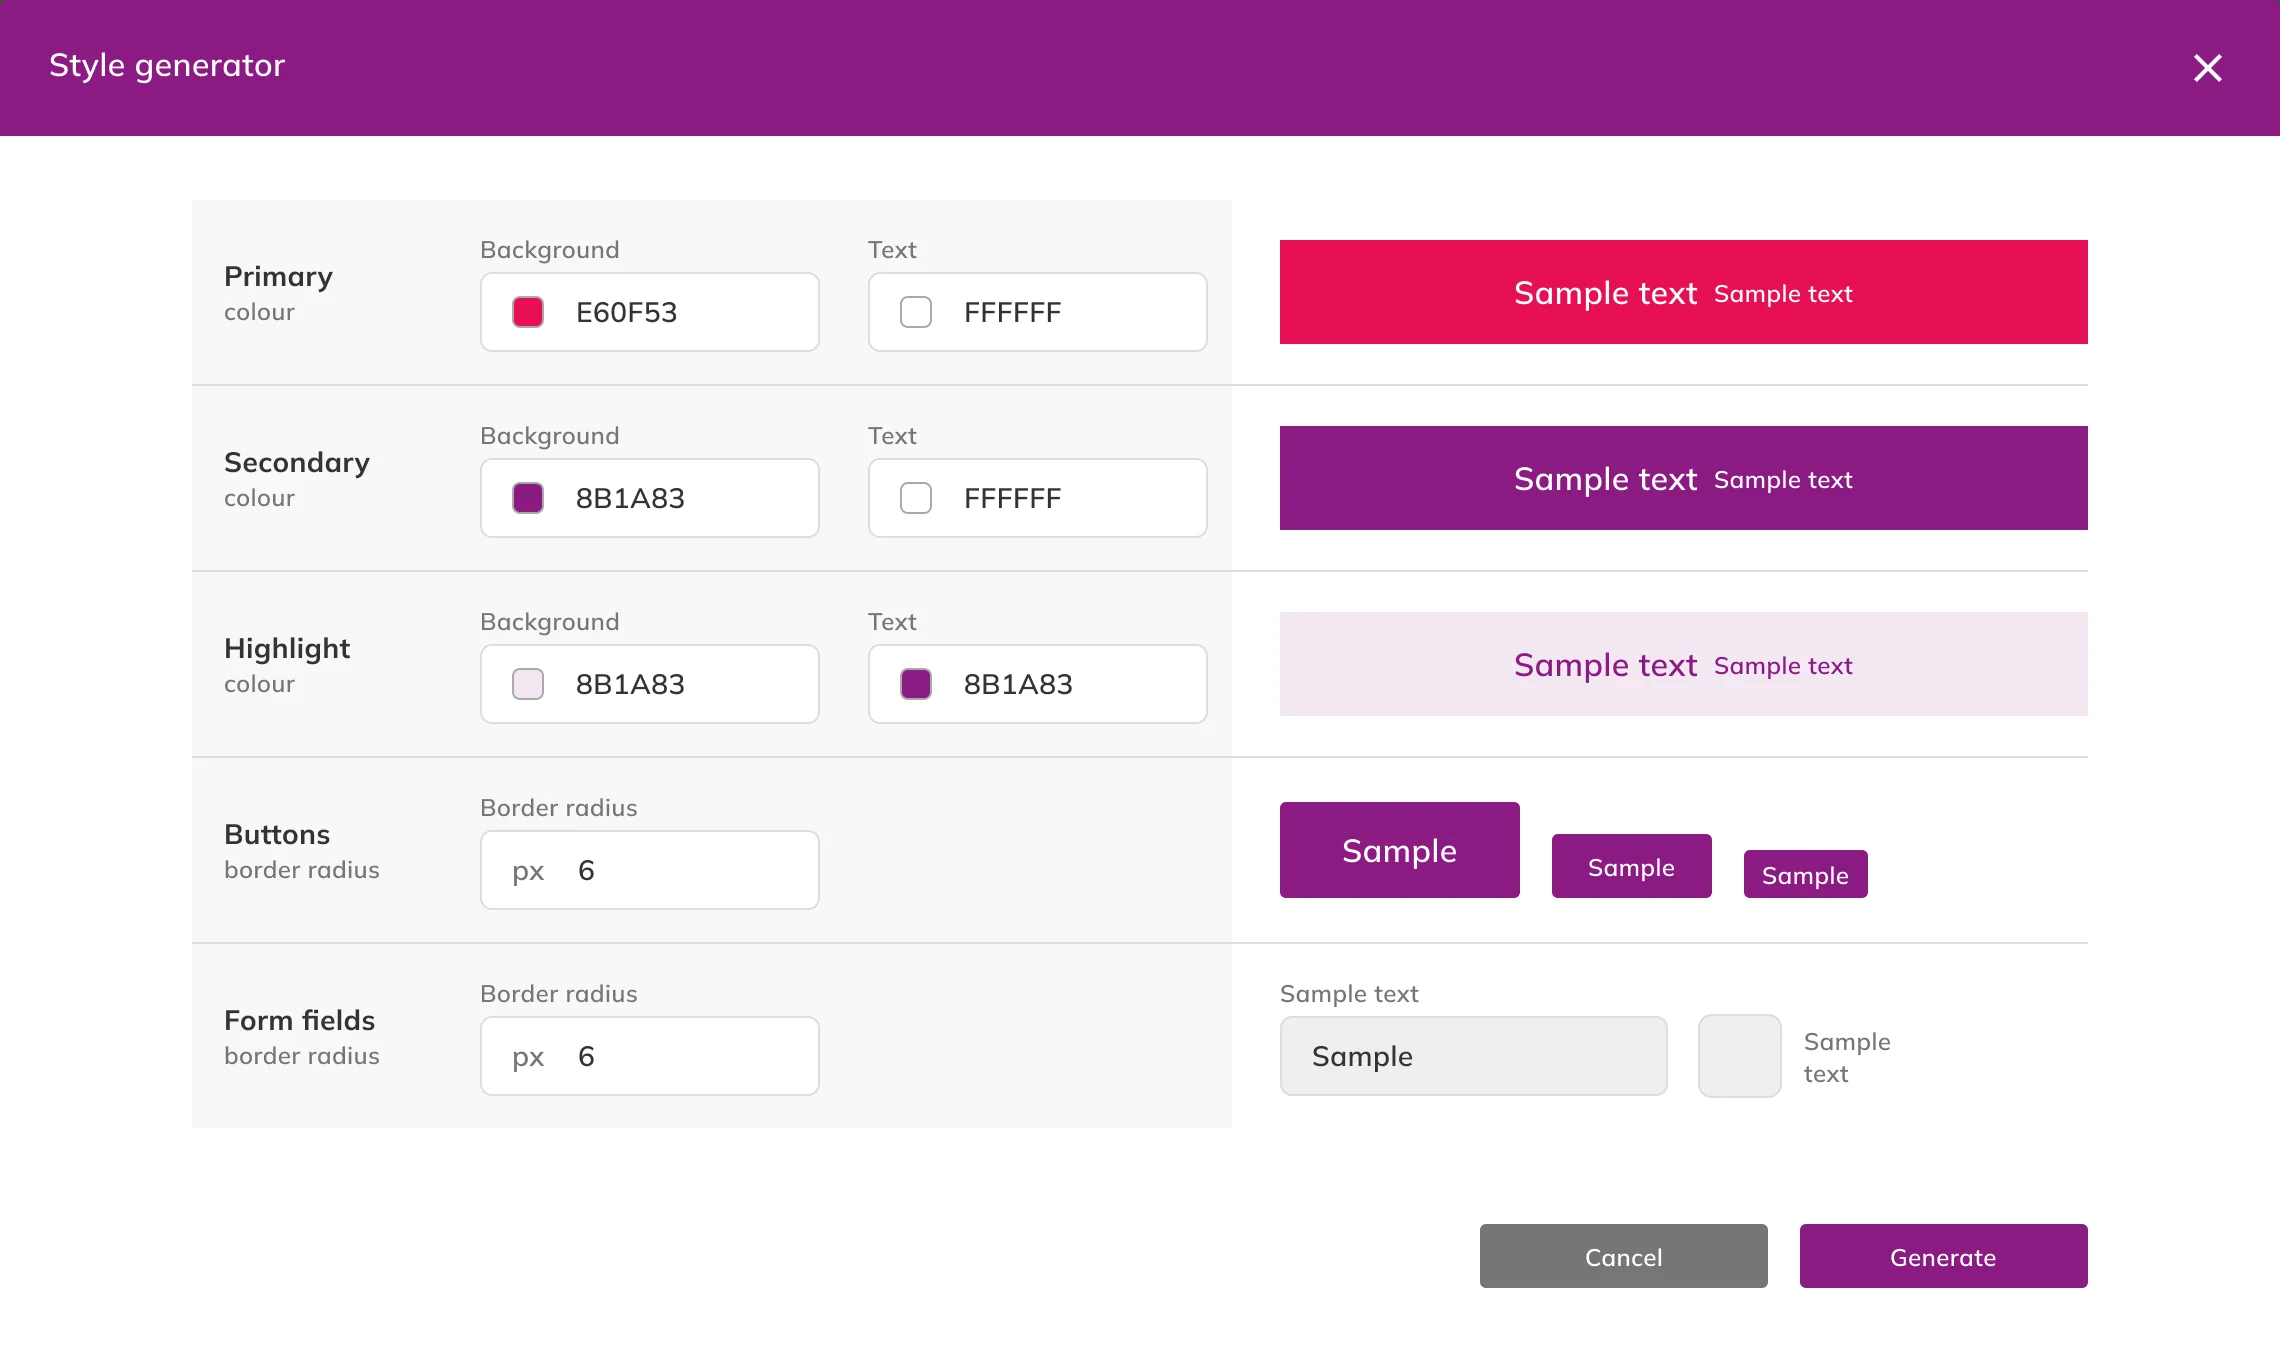 Style generator
Primary
colour
Background
E60F53
Text
FFFFFF
Sample text Sample text
Secondary
colour
Background
8B1A83
Text
FFFFFF
Sample text Sample text
Highlight
colour
Background
8B1A83
Text
8B1A83
Sample text Sample text
Buttons
border radius
Border radius
px 6
Sample
Sample
Sample
Form fields
border radius
Border radius
px 6
Sample text
Sample
Sample
text
Cancel
Generate